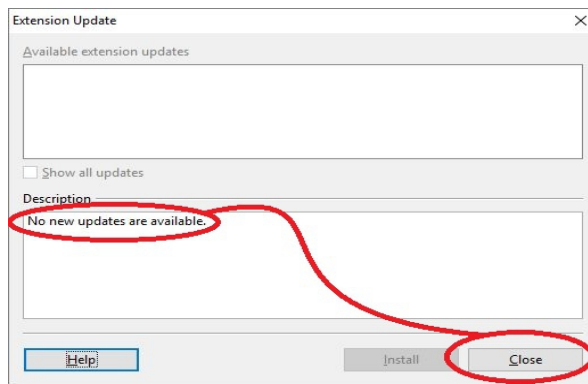 Extension Update
Available extension updates
Show all updates
Description
No new updates are available.
Help
Install
Close